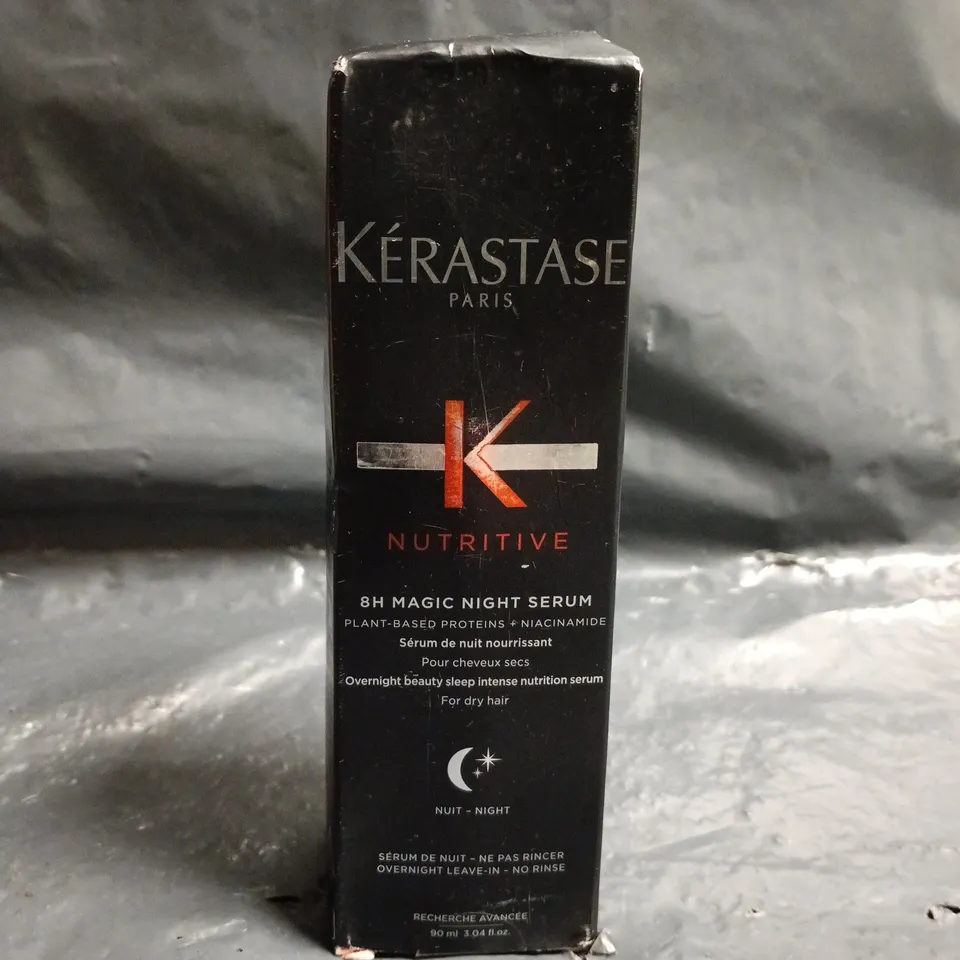 KÉRASTASE
PARIS
K
NUTRITIVE
8H MAGIC NIGHT SERUM
PLANT-BASED PROTEINS + NIACINAMIDE
Sérum de nuit nourrissant
Pour cheveux secs
Overnight beauty sleep intense nutrition serum
For dry hair
NUIT – NIGHT
SÉRUM DE NUIT – NE PAS RINCER
OVERNIGHT LEAVE-IN - NO RINSE
RECHERCHE AVANCÉE
90 ml 3.04 fl.oz.